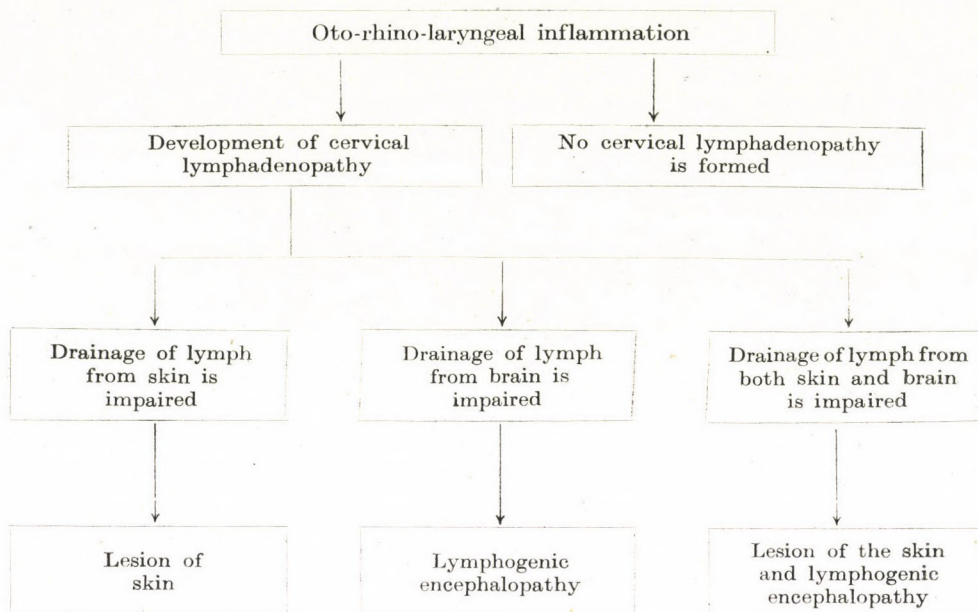 Oto-rhino-laryngeal inflammation
Development of cervical
lymphadenopathy
No cervical lymphadenopathy
is formed
Drainage of lymph
from skin is
impaired
Drainage of lymph
from brain is
impaired
Drainage of lymph from
both skin and brain
is impaired
Lesion of
skin
Lymphogenic
encephalopathy
Lesion of the skin
and lymphogenic
encephalopathy